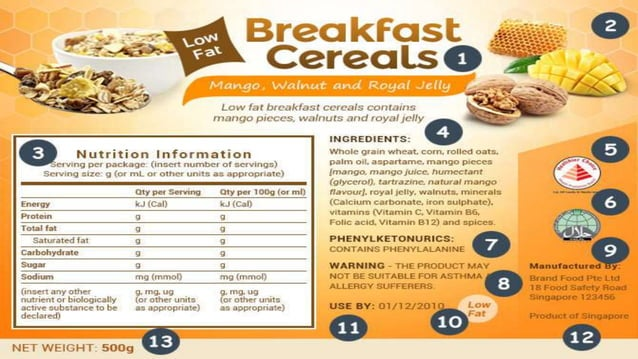 Low
Fat
Breakfast
Cereals
1
2
Mango, Walnut and Royal Jelly
Low fat breakfast cereals contains
mango pieces, walnuts and royal jelly
3
Nutrition Information
Serving per package: (insert number of servings)
Serving size: g (or mL or other units as appropriate)
Qty per Serving Qty per 100g (or ml)
Energy kJ (Cal) kJ (Cal)
Protein g g
Total fat g g
Saturated fat g g
Carbohydrate g g
Sugar g g
Sodium mg (mmol) mg (mmol)
(insert any other g, mg, ug g, mg, ug
nutrient or biologically (or other units (or other units
active substance to be as appropriate) as appropriate)
declared)
NET WEIGHT: 500g 13
4
INGREDIENTS:
Whole grain wheat, corn, rolled oats,
palm oil, aspartame, mango pieces
[mango, mango juice, humectant
(glycerol), tartrazine, natural mango
flavour], royal jelly, walnuts, minerals
(Calcium carbonate, iron sulphate),
vitamins (Vitamin C, Vitamin B6,
Folic acid, Vitamin B12) and spices.
PHENYLKETONURICS:
CONTAINS PHENYLALANINE 7
WARNING - THE PRODUCT MAY
NOT BE SUITABLE FOR ASTHMA
ALLERGY SUFFERERS. 8
USE BY: 01/12/2010
11
10
Low
Fat
5
Healthier Choice
6
9
Manufactured By:
Brand Food Pte Ltd
18 Food Safety Road
Singapore 123456
Product of Singapore
12